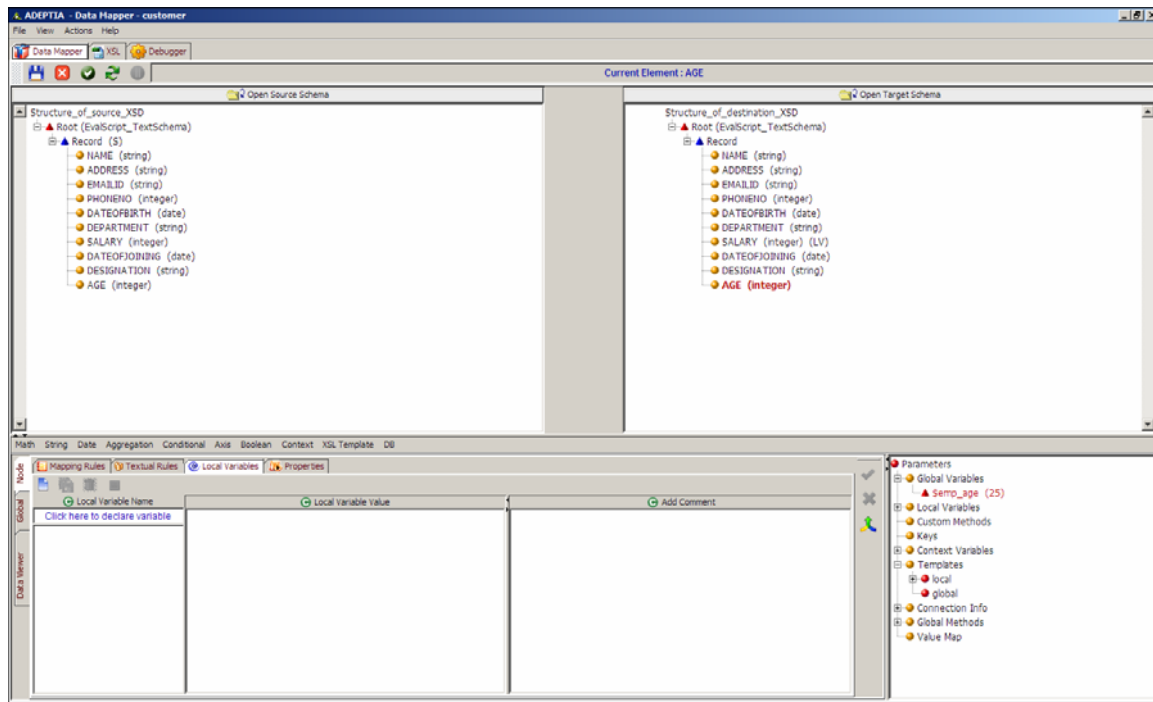 ADEPTIA - Data Mapper - customer
File View Actions Help
Data Mapper XSL Debugger
Current Element : AGE
Open Source Schema
Open Target Schema
Structure_of_source_XSD
Root (EvalScript_TextSchema)
Record (S)
NAME (string)
ADDRESS (string)
EMAILID (string)
PHONENO (integer)
DATEOFBIRTH (date)
DEPARTMENT (string)
SALARY (integer)
DATEOFJOINING (date)
DESIGNATION (string)
AGE (integer)
Structure_of_destination_XSD
Root (EvalScript_TextSchema)
Record
NAME (string)
ADDRESS (string)
EMAILID (string)
PHONENO (integer)
DATEOFBIRTH (date)
DEPARTMENT (string)
SALARY (integer) (LV)
DATEOFJOINING (date)
DESIGNATION (string)
AGE (integer)
Math String Date Aggregation Conditional Axis Boolean Context XSL Template DB
Node
Global
Data Viewer
Mapping Rules Textual Rules Local Variables Properties
Local Variable Name Local Variable Value Add Comment
Click here to declare variable
Parameters
Global Variables
$emp_age (25)
Local Variables
Custom Methods
Keys
Context Variables
Templates
local
global
Connection Info
Global Methods
Value Map